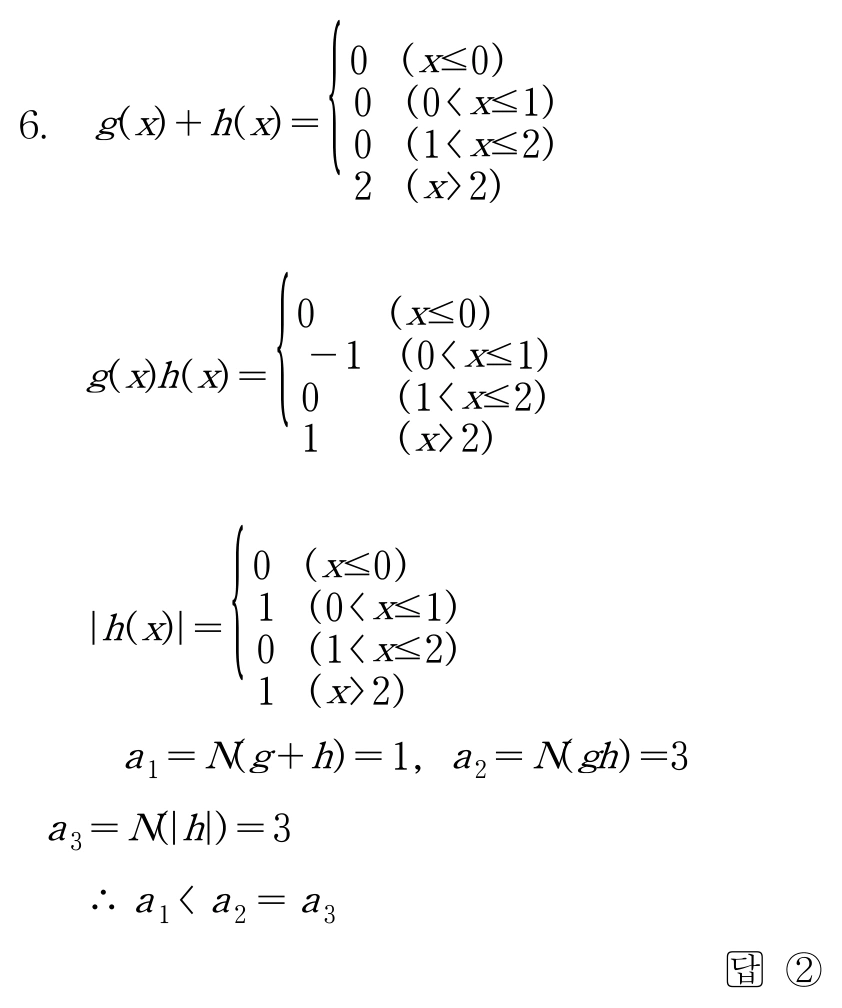 6. g(x)+h(x)= { 0 (x≤0)
0 (0<x≤1)
0 (1<x≤2)
2 (x>2)
g(x)h(x)= { 0 (x≤0)
-1 (0<x≤1)
0 (1<x≤2)
1 (x>2)
|h(x)|= { 0 (x≤0)
1 (0<x≤1)
0 (1<x≤2)
1 (x>2)
a₁=N(g+h)=1, a₂=N(gh)=3
a₃=N(|h|)=3
∴ a₁< a₂= a₃
답 ②